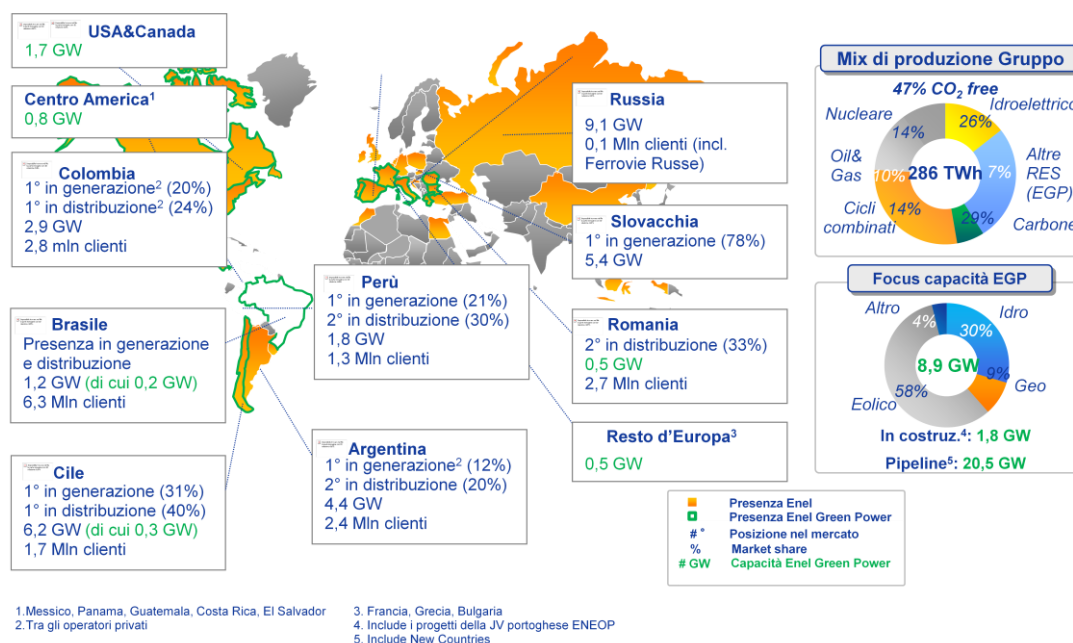 USA&Canada
1,7 GW
Centro America¹
0,8 GW
Colombia
1° in generazione² (20%)
1° in distribuzione² (24%)
2,9 GW
2,8 mln clienti
Brasile
Presenza in generazione
e distribuzione
1,2 GW (di cui 0,2 GW)
6,3 Mln clienti
Cile
1° in generazione (31%)
1° in distribuzione (40%)
6,2 GW (di cui 0,3 GW)
1,7 Mln clienti
Perù
1° in generazione (21%)
2° in distribuzione (30%)
1,8 GW
1,3 Mln clienti
Argentina
1° in generazione² (12%)
2° in distribuzione (20%)
4,4 GW
2,4 Mln clienti
Russia
9,1 GW
0,1 Mln clienti (incl.
Ferrovie Russe)
Slovacchia
1° in generazione (78%)
5,4 GW
Romania
2° in distribuzione (33%)
0,5 GW
2,7 Mln clienti
Resto d'Europa³
0,5 GW
Mix di produzione Gruppo
47% CO₂ free
Nucleare
14%
Idroelettrico
26%
Oil&
Gas
10%
286 TWh
7%
Altre
RES
(EGP)
Cicli
combinati
14%
29%
Carbone
Focus capacità EGP
Altro
4%
Idro
30%
8,9 GW
9%
Geo
Eolico
58%
In costruz.⁴: 1,8 GW
Pipeline⁵: 20,5 GW
Presenza Enel
Presenza Enel Green Power
# ° Posizione nel mercato
% Market share
# GW Capacità Enel Green Power
1.Messico, Panama, Guatemala, Costa Rica, El Salvador
2.Tra gli operatori privati
3. Francia, Grecia, Bulgaria
4. Include i progetti della JV portoghese ENEOP
5. Include New Countries